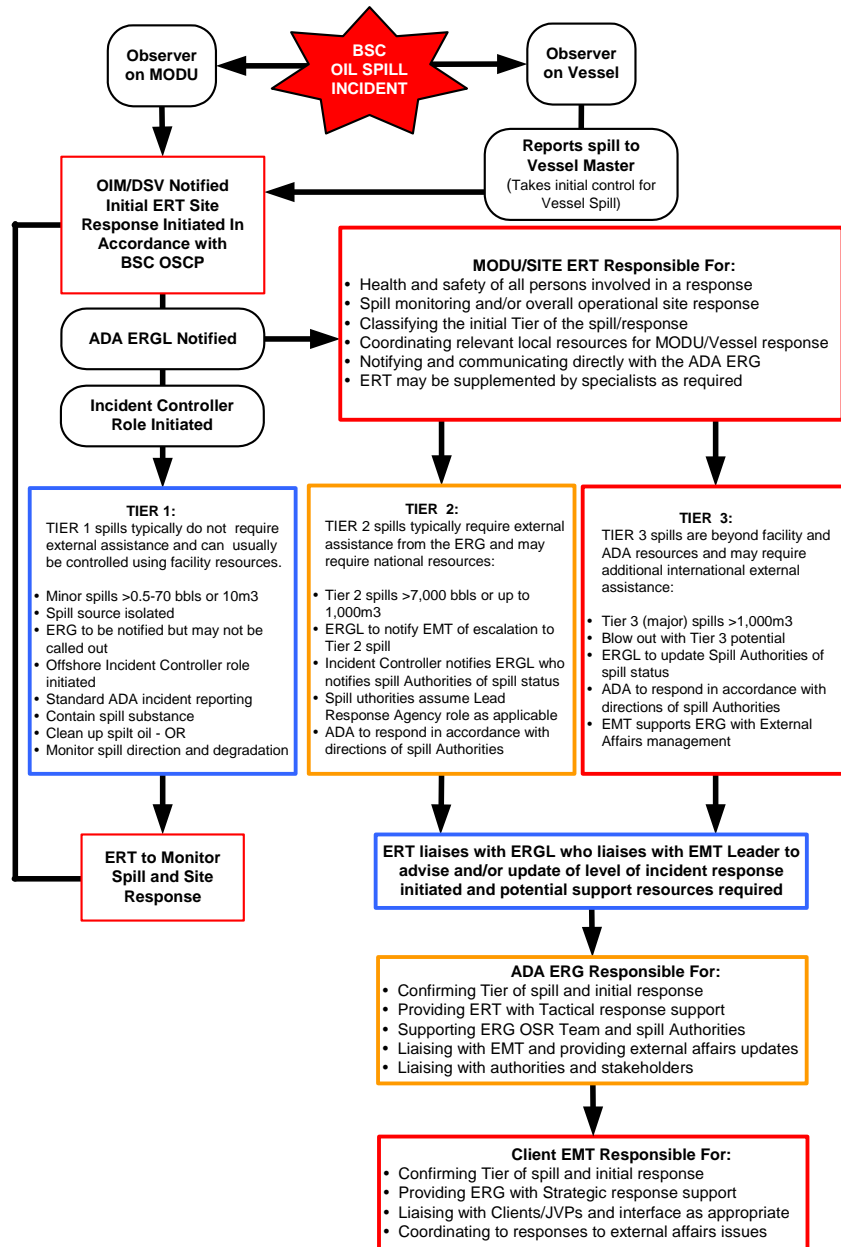 Observer
on MODU
BSC
OIL SPILL
INCIDENT
Observer
on Vessel
Reports spill to
Vessel Master
(Takes initial control for
Vessel Spill)
OIM/DSV Notified
Initial ERT Site
Response Initiated In
Accordance with
BSC OSCP
ADA ERGL Notified
Incident Controller
Role Initiated
MODU/SITE ERT Responsible For:
• Health and safety of all persons involved in a response
• Spill monitoring and/or overall operational site response
• Classifying the initial Tier of the spill/response
• Coordinating relevant local resources for MODU/Vessel response
• Notifying and communicating directly with the ADA ERG
• ERT may be supplemented by specialists as required
TIER 1:
TIER 1 spills typically do not require
external assistance and can usually
be controlled using facility resources.
• Minor spills >0.5-70 bbls or 10m3
• Spill source isolated
• ERG to be notified but may not be
called out
• Offshore Incident Controller role
initiated
• Standard ADA incident reporting
• Contain spill substance
• Clean up spilt oil - OR
• Monitor spill direction and degradation
TIER 2:
TIER 2 spills typically require external
assistance from the ERG and may
require national resources:
• Tier 2 spills >7,000 bbls or up to
1,000m3
• ERGL to notify EMT of escalation to
Tier 2 spill
• Incident Controller notifies ERGL who
notifies spill Authorities of spill status
• Spill uthorities assume Lead
Response Agency role as applicable
• ADA to respond in accordance with
directions of spill Authorities
TIER 3:
TIER 3 spills are beyond facility and
ADA resources and may require
additional international external
assistance:
• Tier 3 (major) spills >1,000m3
• Blow out with Tier 3 potential
• ERGL to update Spill Authorities of
spill status
• ADA to respond in accordance with
directions of spill Authorities
• EMT supports ERG with External
Affairs management
ERT to Monitor
Spill and Site
Response
ERT liaises with ERGL who liaises with EMT Leader to
advise and/or update of level of incident response
initiated and potential support resources required
ADA ERG Responsible For:
• Confirming Tier of spill and initial response
• Providing ERT with Tactical response support
• Supporting ERG OSR Team and spill Authorities
• Liaising with EMT and providing external affairs updates
• Liaising with authorities and stakeholders
Client EMT Responsible For:
• Confirming Tier of spill and initial response
• Providing ERG with Strategic response support
• Liaising with Clients/JVPs and interface as appropriate
• Coordinating to responses to external affairs issues